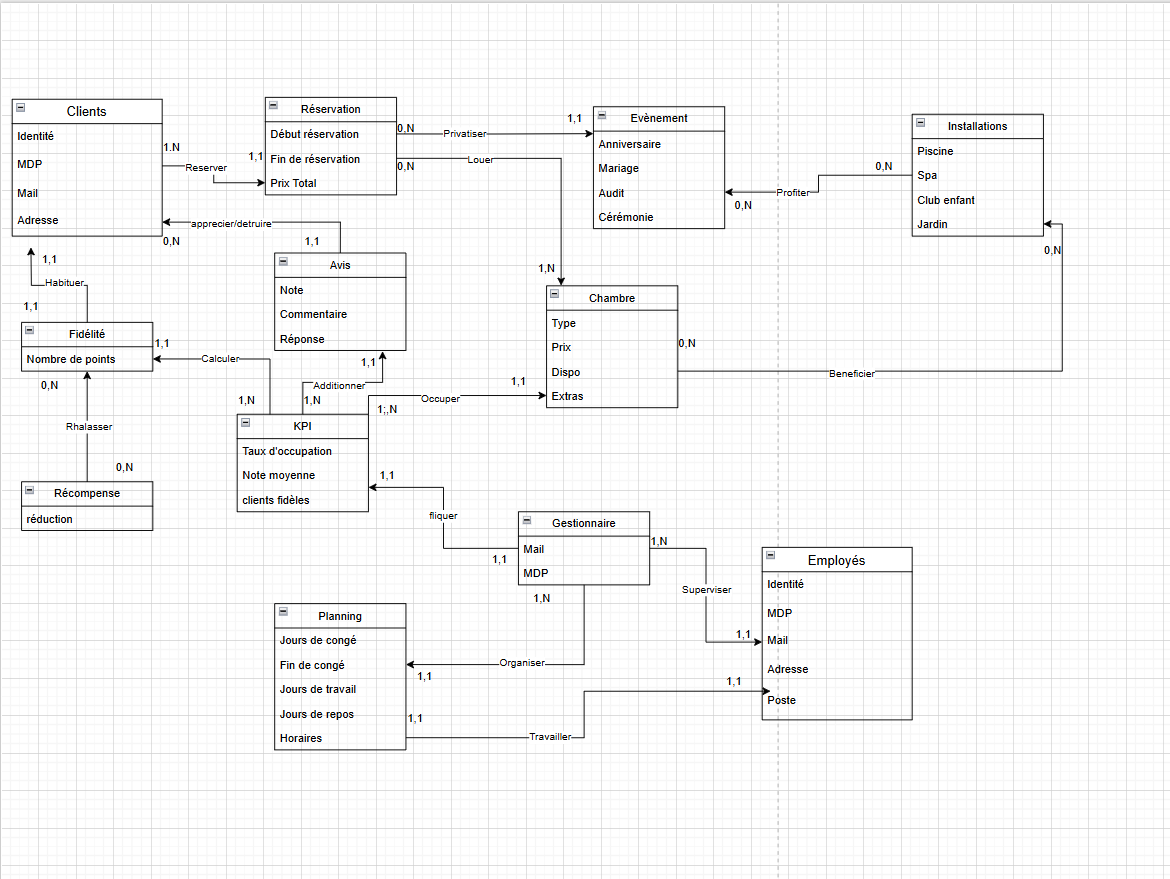 Clients
Identité
MDP
Mail
Adresse
1.N
Reserver
1,1
Réservation
Début réservation
Fin de réservation
Prix Total
0,N
Privatiser
1,1
0,N
Louer
1,N
Evènement
Anniversaire
Mariage
Audit
Cérémonie
0,N
Profiter
0,N
Installations
Piscine
Spa
Club enfant
Jardin
0,N
apprecier/detruire
0,N
1,1
Avis
Note
Commentaire
Réponse
1,1
1,1
Habituer
1,1
Fidélité
Nombre de points
1,1
Calculer
1,N
Additionner
1,N
Chambre
Type
Prix
Dispo
Extras
0,N
Beneficier
1,1
Occuper
1;,N
0,N
Rhalasser
0,N
Récompense
réduction
KPI
Taux d'occupation
Note moyenne
clients fidèles
1,1
fliquer
1,1
Gestionnaire
Mail
MDP
1,N
Superviser
1,1
1,N
Organiser
1,1
Employés
Identité
MDP
Mail
Adresse
Poste
1,1
Planning
Jours de congé
Fin de congé
Jours de travail
Jours de repos
Horaires
1,1
Travailler